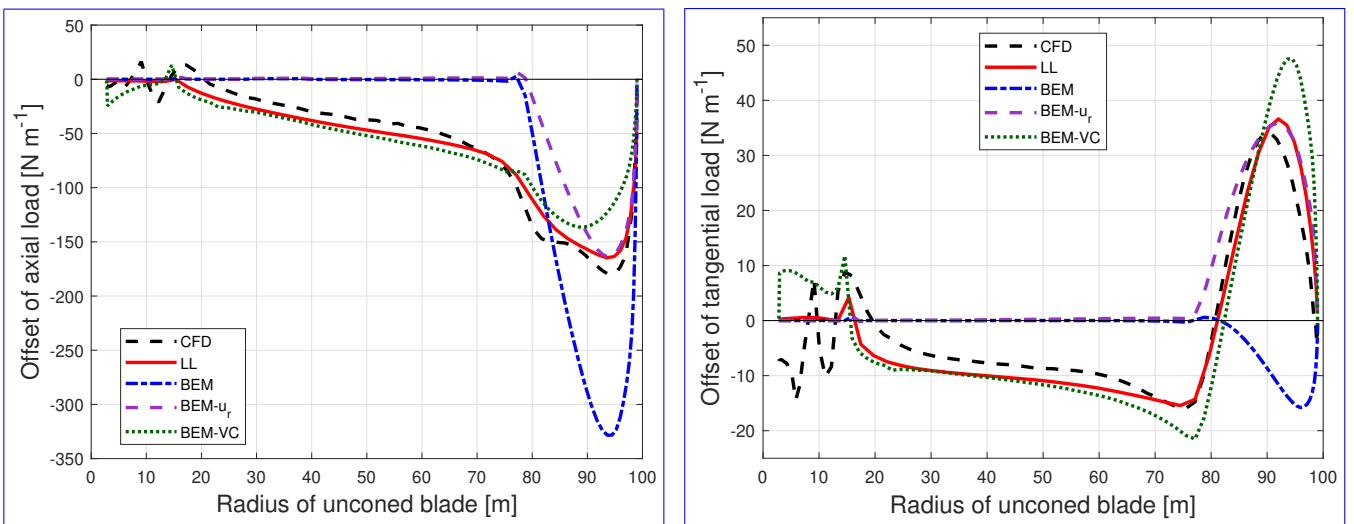 50
0
-50
-100
-150
-200
-250
-300
-350
Offset of axial load [N m-1]
CFD
LL
BEM
BEM-ur
BEM-VC
0 10 20 30 40 50 60 70 80 90 100
Radius of unconed blade [m]
50
40
30
20
10
0
-10
-20
Offset of tangential load [N m-1]
CFD
LL
BEM
BEM-ur
BEM-VC
0 10 20 30 40 50 60 70 80 90 100
Radius of unconed blade [m]